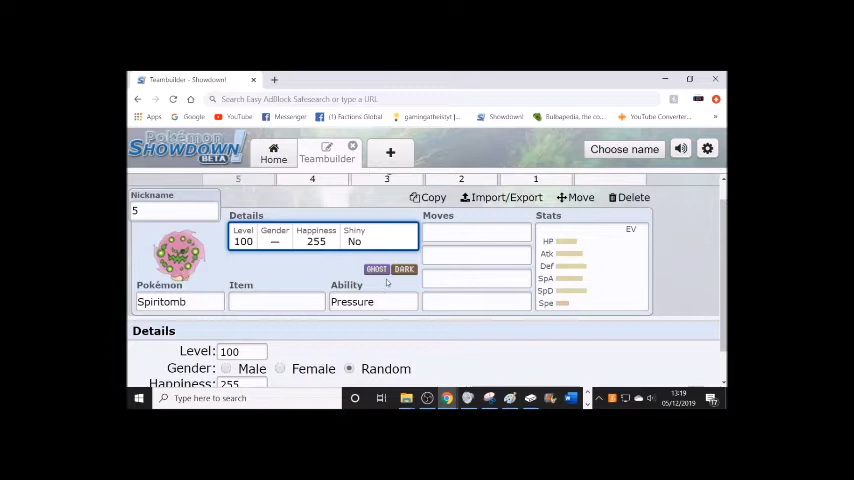 Teambuilder - Showdown!
Search Easy AdBlock Safesearch or type a URL
Apps Google YouTube Messenger (1) Factions Global gamingatheistyt |... Showdown! Bulbapedia, the co... YouTube Converter...
Pokémon
SHOWDOWN!
BETA
Home
Teambuilder
+
Choose name
5 4 3 2 1
Copy Import/Export Move Delete
Nickname
5
Details
Level Gender Happiness Shiny
100 — 255 No
GHOST DARK
Moves
Stats
EV
HP
Atk
Def
SpA
SpD
Spe
Pokémon Item Ability
Spiritomb Pressure
Details
Level: 100
Gender: Male Female Random
Happiness: 255
Type here to search
13:19
05/12/2019
17